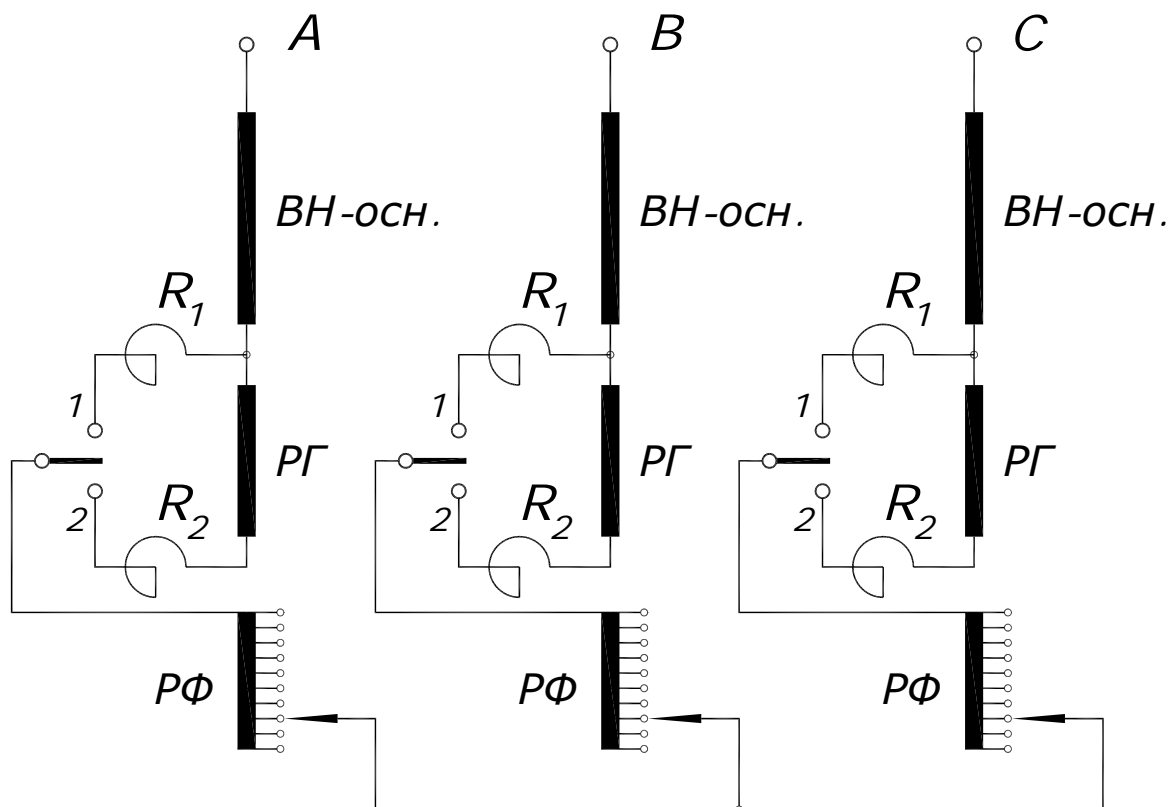 A B C
ВН-осн. ВН-осн. ВН-осн.
R1 R1 R1
1 1 1
РГ РГ РГ
2 2 2
R2 R2 R2
РФ РФ РФ